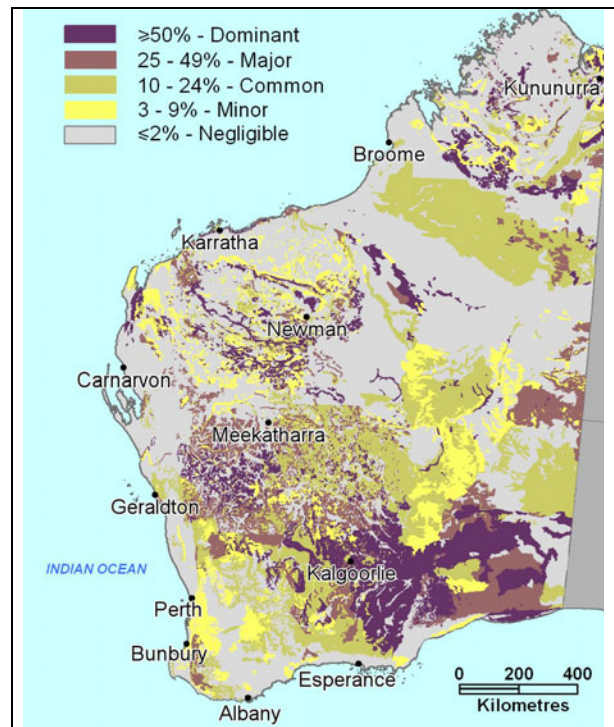 ≥50% - Dominant
25 - 49% - Major
10 - 24% - Common
3 - 9% - Minor
≤2% - Negligible
Kununurra
Broome
Karratha
Newman
Carnarvon
Meekatharra
Geraldton
INDIAN OCEAN
Kalgoorlie
Perth
Bunbury
Esperance
Albany
0 200 400
Kilometres